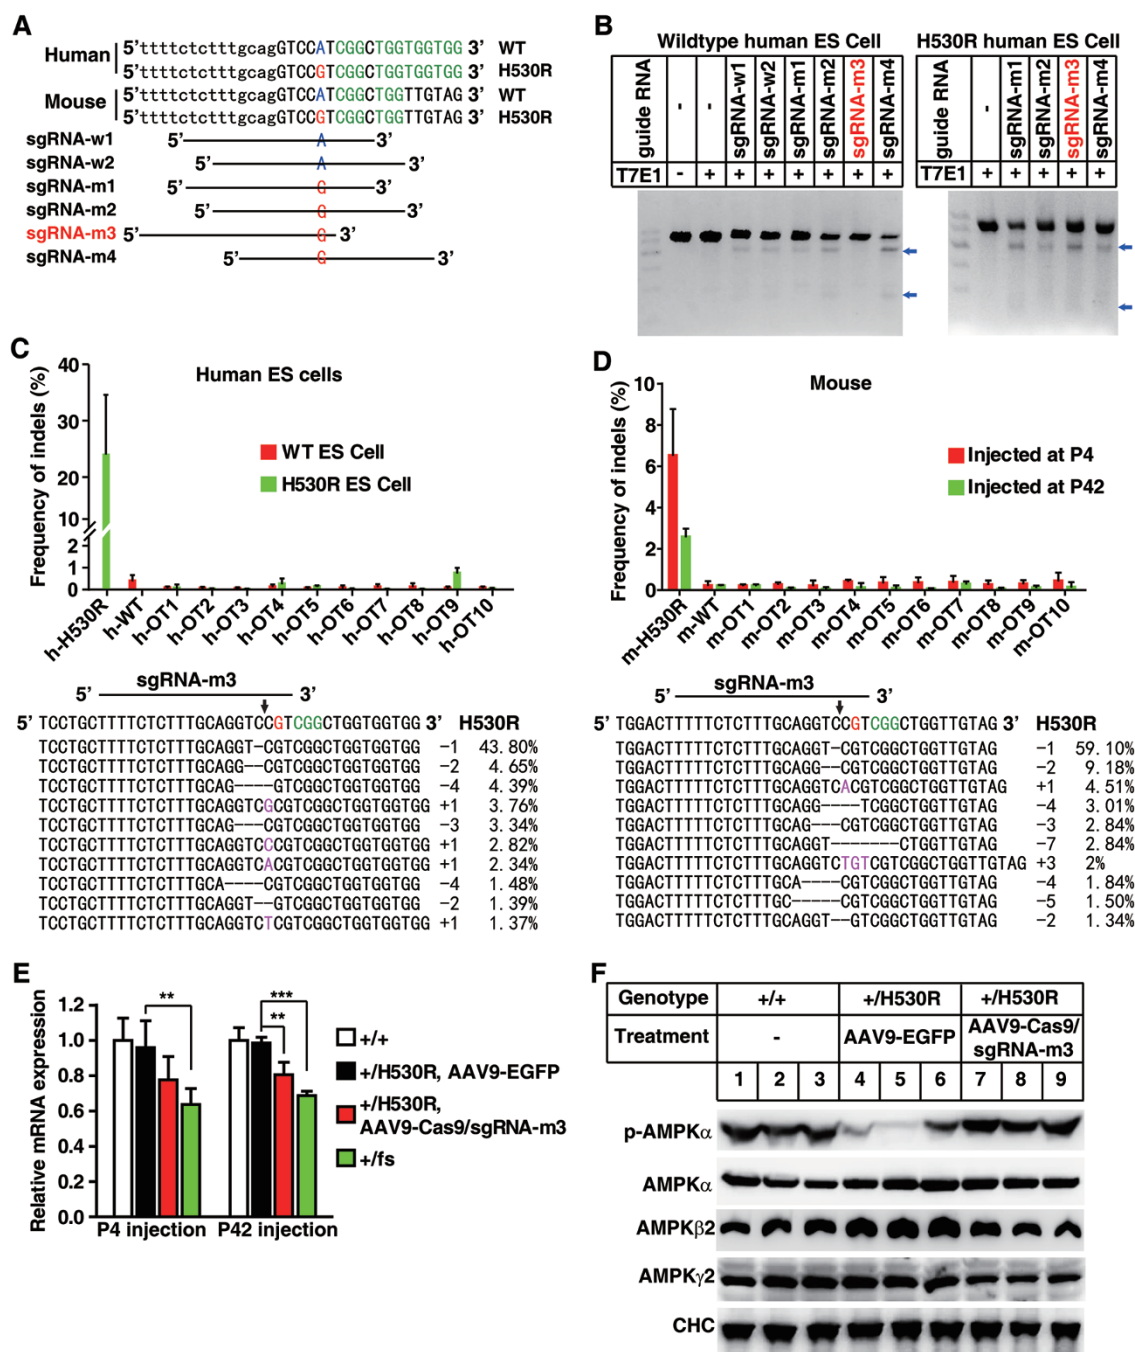 A
Human
5’ttttctctttgcagGTCCATCGGCTGGTGGTGG 3’ WT
5’ttttctctttgcagGTCCGTCGGCTGGTGGTGG 3’ H530R
Mouse
5’ttttctctttgcagGTCCATCGGCTGGTTGTAG 3’ WT
5’ttttctctttgcagGTCCGTCGGCTGGTTGTAG 3’ H530R
sgRNA-w1 5’ A 3’
sgRNA-w2 5’ A 3’
sgRNA-m1 5’ G 3’
sgRNA-m2 5’ G 3’
sgRNA-m3 5’ G 3’
sgRNA-m4 5’ G 3’
B
Wildtype human ES Cell
guide RNA - - sgRNA-w1 sgRNA-w2 sgRNA-m1 sgRNA-m2 sgRNA-m3 sgRNA-m4
T7E1 - + + + + + + +
H530R human ES Cell
guide RNA - sgRNA-m1 sgRNA-m2 sgRNA-m3 sgRNA-m4
T7E1 + + + + +
C
Human ES cells
Frequency of indels (%)
40
30
20
10
2
1
0
WT ES Cell
H530R ES Cell
h-H530R h-WT h-OT1 h-OT2 h-OT3 h-OT4 h-OT5 h-OT6 h-OT7 h-OT8 h-OT9 h-OT10
sgRNA-m3
5’ 3’
5’ TCCTGCTTTTCTCTTTGCAGGTCCGTCGGCTGGTGGTGG 3’ H530R
TCCTGCTTTTCTCTTTGCAGGT–CGTCGGCTGGTGGTGG −1 43.80%
TCCTGCTTTTCTCTTTGCAGG––CGTCGGCTGGTGGTGG −2 4.65%
TCCTGCTTTTCTCTTTGCAG––––GTCGGCTGGTGGTGG −4 4.39%
TCCTGCTTTTCTCTTTGCAGGTCGCGTCGGCTGGTGGTGG +1 3.76%
TCCTGCTTTTCTCTTTGCAG–––CGTCGGCTGGTGGTGG −3 3.34%
TCCTGCTTTTCTCTTTGCAGGTCCCGTCGGCTGGTGGTGG +1 2.82%
TCCTGCTTTTCTCTTTGCAGGTCACGTCGGCTGGTGGTGG +1 2.34%
TCCTGCTTTTCTCTTTGCA––––CGTCGGCTGGTGGTGG −4 1.48%
TCCTGCTTTTCTCTTTGCAGGT––GTCGGCTGGTGGTGG −2 1.39%
TCCTGCTTTTCTCTTTGCAGGTCTCGTCGGCTGGTGGTGG +1 1.37%
D
Mouse
Frequency of indels (%)
10
8
6
4
2
0
Injected at P4
Injected at P42
m-H530R m-WT m-OT1 m-OT2 m-OT3 m-OT4 m-OT5 m-OT6 m-OT7 m-OT8 m-OT9 m-OT10
sgRNA-m3
5’ 3’
5’ TGGACTTTTTCTCTTTGCAGGTCCGTCGGCTGGTTGTAG 3’ H530R
TGGACTTTTTCTCTTTGCAGGT–CGTCGGCTGGTTGTAG −1 59.10%
TGGACTTTTTCTCTTTGCAGG––CGTCGGCTGGTTGTAG −2 9.18%
TGGACTTTTTCTCTTTGCAGGTCACGTCGGCTGGTTGTAG +1 4.51%
TGGACTTTTTCTCTTTGCAGG––––TCGGCTGGTTGTAG −4 3.01%
TGGACTTTTTCTCTTTGCAG–––CGTCGGCTGGTTGTAG −3 2.84%
TGGACTTTTTCTCTTTGCAGGT–––––––CTGGTTGTAG −7 2.84%
TGGACTTTTTCTCTTTGCAGGTCTGTCGTCGGCTGGTTGTAG +3 2%
TGGACTTTTTCTCTTTGCA––––CGTCGGCTGGTTGTAG −4 1.84%
TGGACTTTTTCTCTTTGC–––––CGTCGGCTGGTTGTAG −5 1.50%
TGGACTTTTTCTCTTTGCAGGT––GTCGGCTGGTTGTAG −2 1.34%
E
Relative mRNA expression
1.2
1.0
0.8
0.6
0.4
0.2
0.0
** *** **
P4 injection P42 injection
+/+
+/H530R, AAV9-EGFP
+/H530R,
AAV9-Cas9/sgRNA-m3
+/fs
F
Genotype +/+ +/H530R +/H530R
Treatment - AAV9-EGFP AAV9-Cas9/
sgRNA-m3
1 2 3 4 5 6 7 8 9
p-AMPKα
AMPKα
AMPKβ2
AMPKγ2
CHC